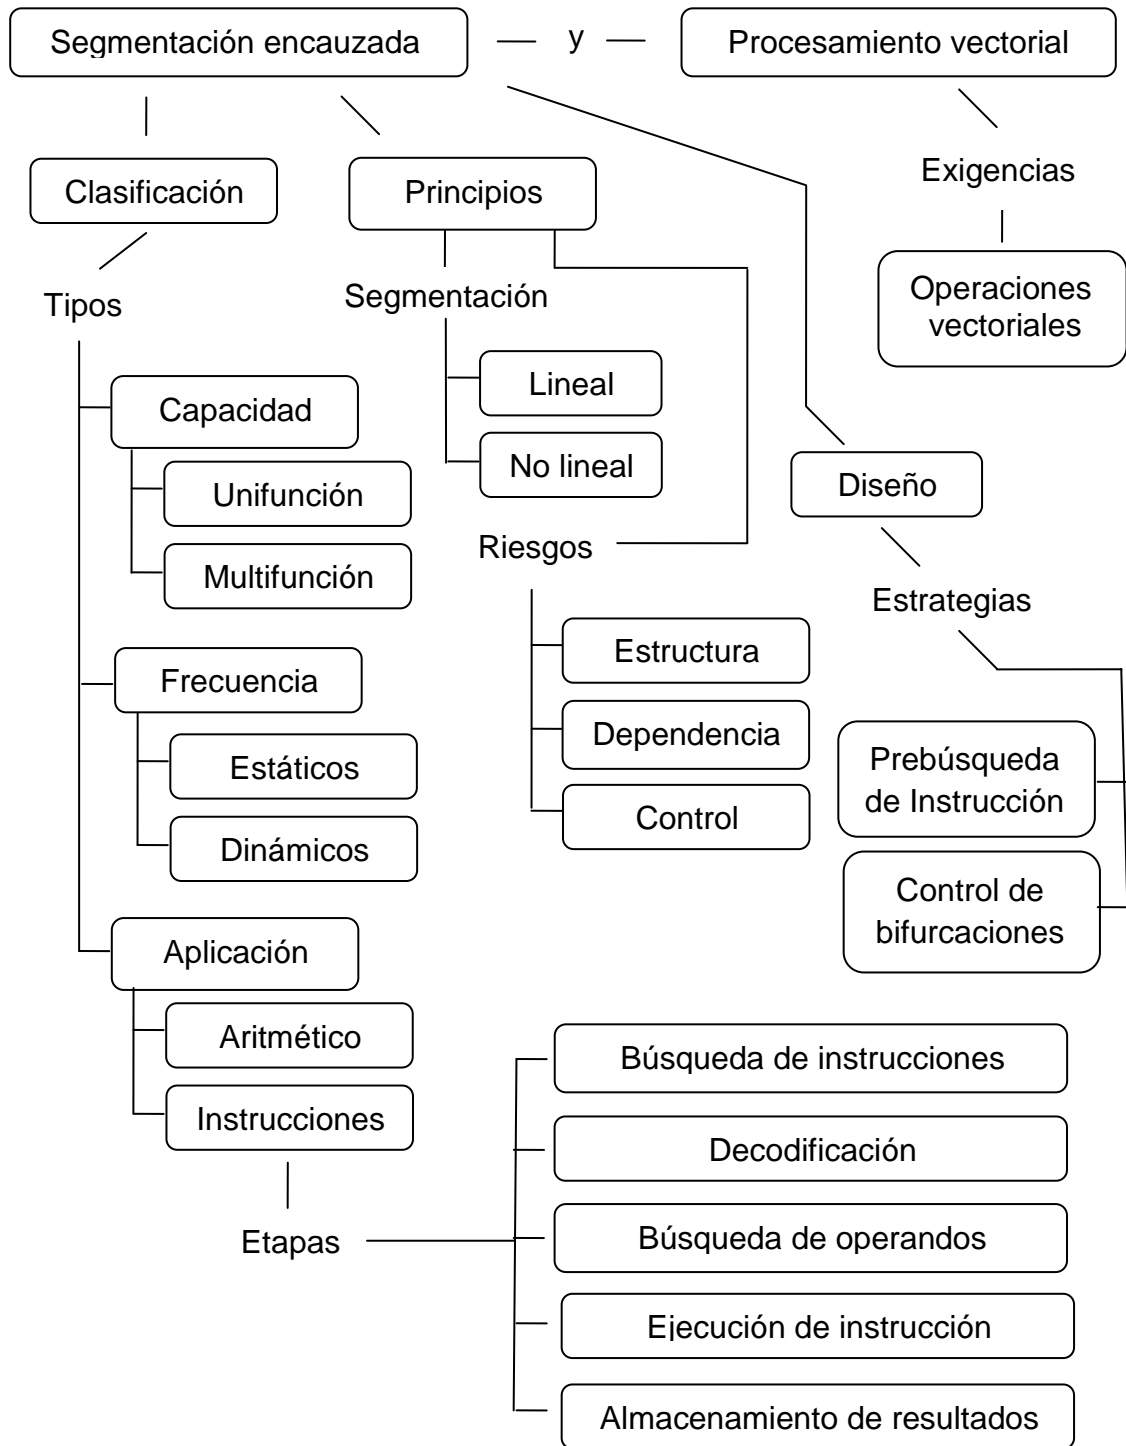 Segmentación encauzada
y
Procesamiento vectorial
Clasificación
Principios
Exigencias
Tipos
Segmentación
Operaciones
vectoriales
Lineal
Capacidad
No lineal
Unifunción
Diseño
Riesgos
Multifunción
Estrategias
Estructura
Frecuencia
Dependencia
Estáticos
Prebúsqueda
de Instrucción
Control
Dinámicos
Control de
bifurcaciones
Aplicación
Aritmético
Búsqueda de instrucciones
Instrucciones
Decodificación
Etapas
Búsqueda de operandos
Ejecución de instrucción
Almacenamiento de resultados